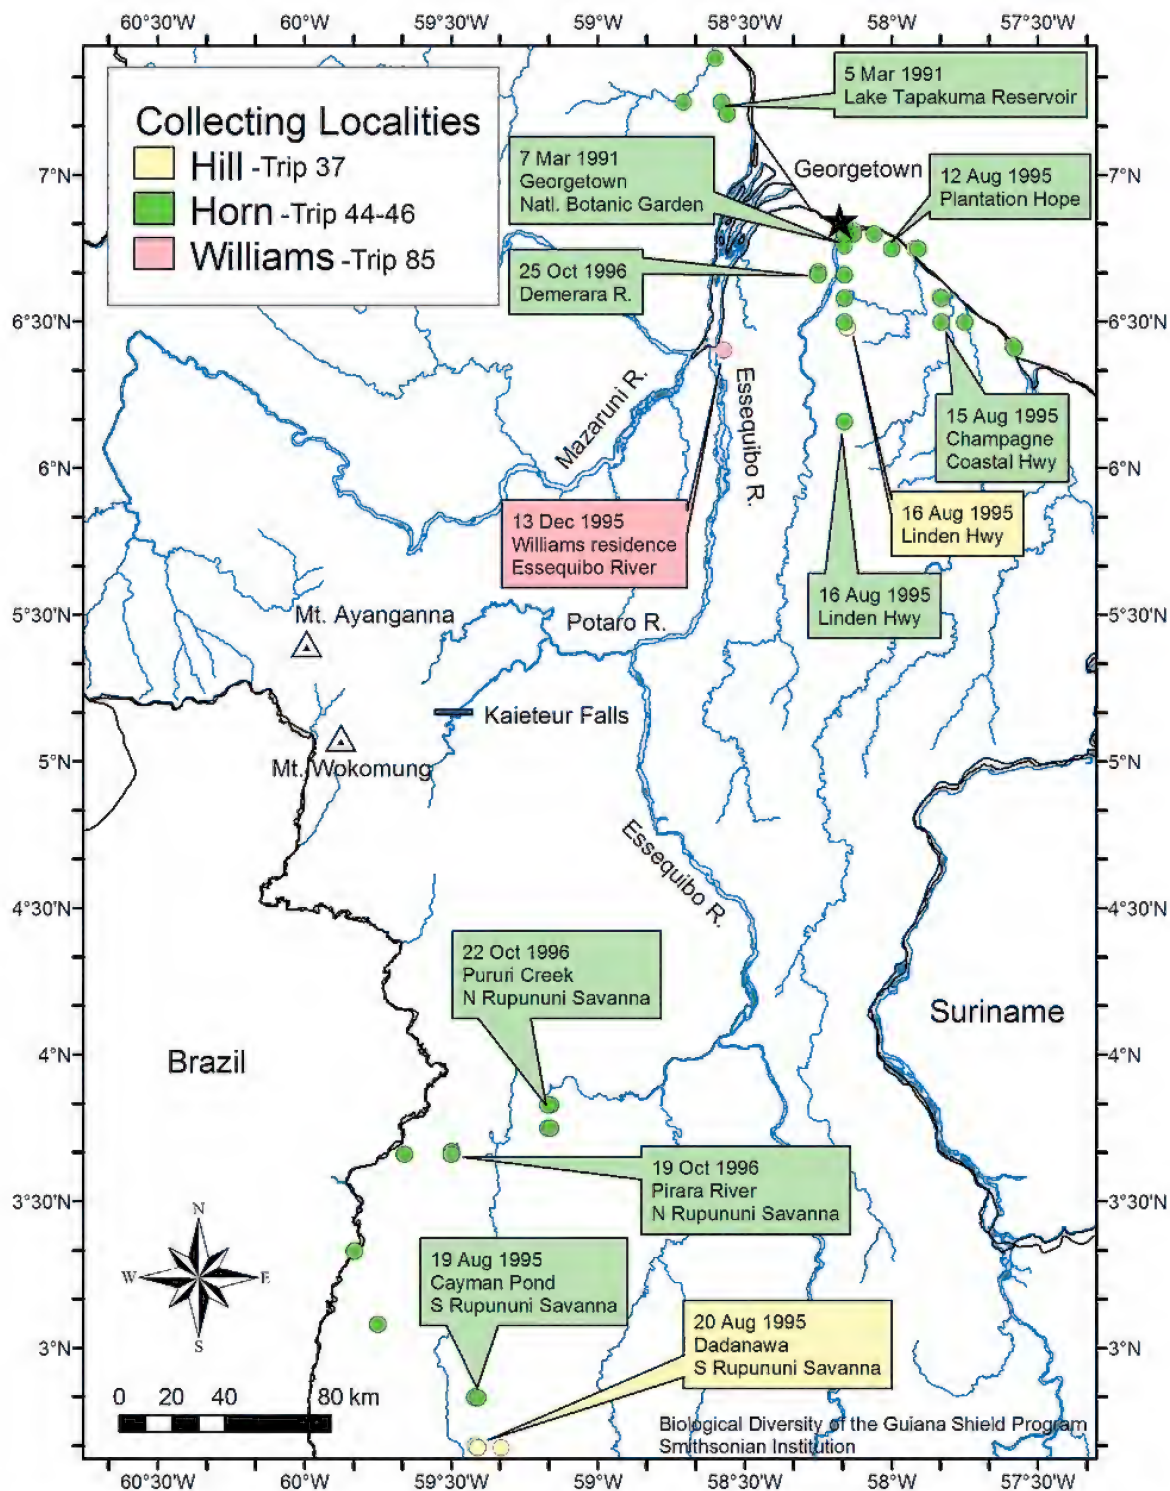 60°30'W 60°W 59°30'W 59°W 58°30'W 58°W 57°30'W
Collecting Localities
Hill -Trip 37
Horn -Trip 44-46
Williams -Trip 85
5 Mar 1991
Lake Tapakuma Reservoir
7 Mar 1991
Georgetown
Natl. Botanic Garden
Georgetown
12 Aug 1995
Plantation Hope
7°N 7°N
25 Oct 1996
Demerara R.
6°30'N 6°30'N
Mazaruni R.
Essequibo R.
15 Aug 1995
Champagne
Coastal Hwy
6°N 6°N
13 Dec 1995
Williams residence
Essequibo River
16 Aug 1995
Linden Hwy
16 Aug 1995
Linden Hwy
5°30'N 5°30'N
Mt. Ayanganna
Potaro R.
Kaieteur Falls
Mt. Wokomung
5°N 5°N
Essequibo R.
4°30'N 4°30'N
22 Oct 1996
Pururi Creek
N Rupununi Savanna
Suriname
Brazil
4°N 4°N
19 Oct 1996
Pirara River
N Rupununi Savanna
3°30'N 3°30'N
N
W E
S
19 Aug 1995
Cayman Pond
S Rupununi Savanna
20 Aug 1995
Dadanawa
S Rupununi Savanna
3°N 3°N
0 20 40 80 km
Biological Diversity of the Guiana Shield Program
Smithsonian Institution
60°30'W 60°W 59°30'W 59°W 58°30'W 58°W 57°30'W